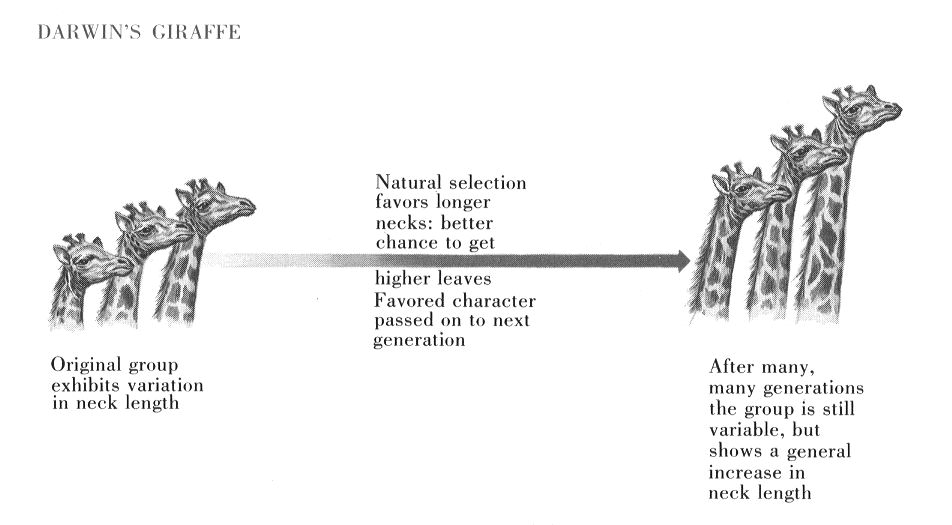 DARWIN'S GIRAFFE
Natural selection
favors longer
necks: better
chance to get
higher leaves
Favored character
passed on to next
generation
Original group
exhibits variation
in neck length
After many,
many generations
the group is still
variable, but
shows a general
increase in
neck length